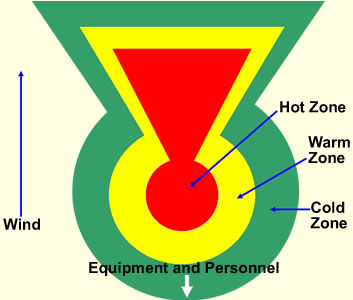 Hot Zone
Warm
Zone
Cold
Zone
Wind
Equipment and Personnel